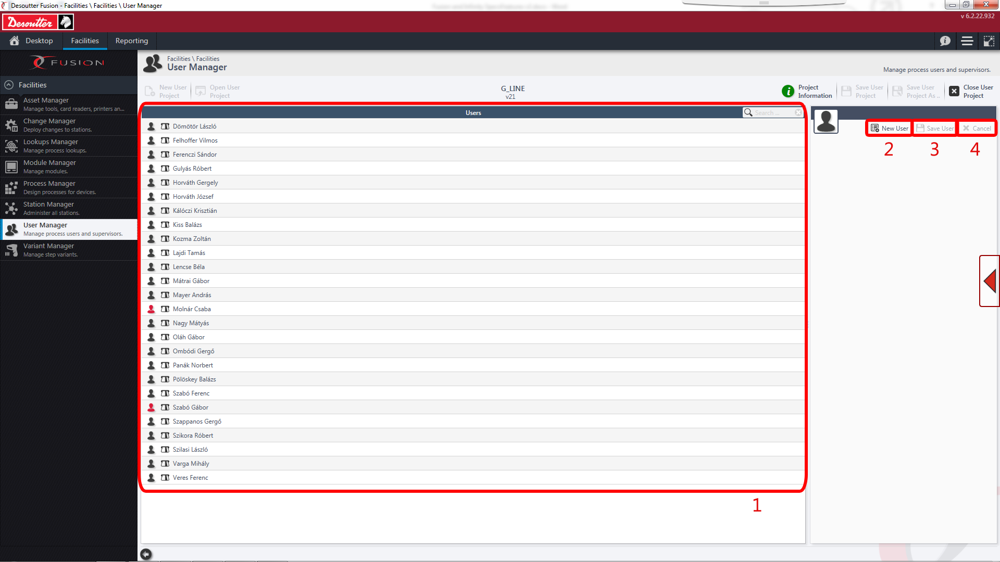 Desoutter Fusion - Facilities \ Facilities \ User Manager
Desoutter
v 6.2.22.932
Desktop
Facilities
Reporting
FUSION
Facilities
Asset Manager
Manage tools, card readers, printers an...
Change Manager
Deploy changes to stations.
Lookups Manager
Manage process lookups.
Module Manager
Manage modules.
Process Manager
Design processes for devices.
Station Manager
Administer all stations.
User Manager
Manage process users and supervisors.
Variant Manager
Manage step variants.
Facilities \ Facilities
User Manager
Manage process users and supervisors.
New User
Project
Open User
Project
G_LINE
v21
Project
Information
Save User
Project
Save User
Project As ..
Close User
Project
Users
Search ...
Dömötör László
Felhoffer Vilmos
Ferenczi Sándor
Gulyás Róbert
Horváth Gergely
Horváth József
Kálóczi Krisztián
Kiss Balázs
Kozma Zoltán
Lajdi Tamás
Lencse Béla
Mátrai Gábor
Mayer András
Molnár Csaba
Nagy Mátyás
Oláh Gábor
Ombódi Gergő
Panák Norbert
Pölöskey Balázs
Szabó Ferenc
Szabó Gábor
Szappanos Gergő
Szikora Róbert
Szilasi László
Varga Mihály
Veres Ferenc
1
New User
Save User
Cancel
2
3
4